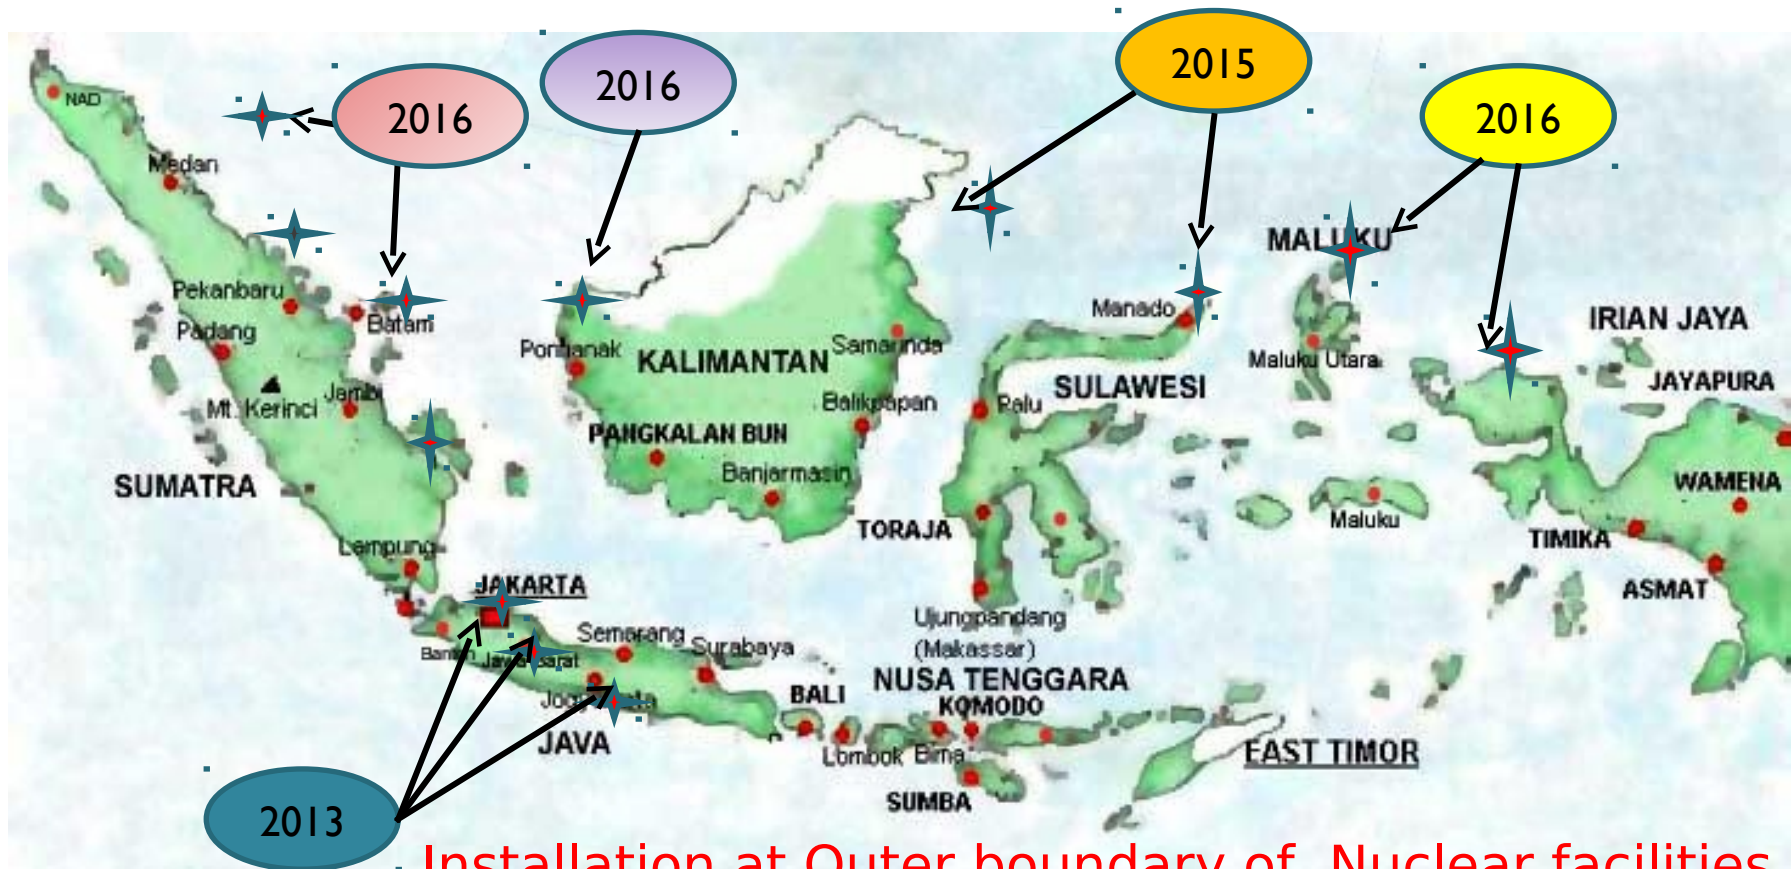 2015
2016
2016
2016
NAD
Medan
MALUKU
Pekanbaru
Batam
Manado
IRIAN JAYA
Padang
Pontianak
KALIMANTAN
Samarinda
Maluku Utara
JAYAPURA
Mt. Kerinci
Jambi
SULAWESI
Balikpapan
Palu
PANGKALAN BUN
Banjarmasin
SUMATRA
WAMENA
TORAJA
Maluku
TIMIKA
Lampung
JAKARTA
ASMAT
Ujungpandang
(Makassar)
Semarang
Surabaya
Banten
Jawa Barat
NUSA TENGGARA
BALI
KOMODO
JAVA
Lombok
Bima
EAST TIMOR
SUMBA
2013
Installation at Outer boundary of Nuclear facilities